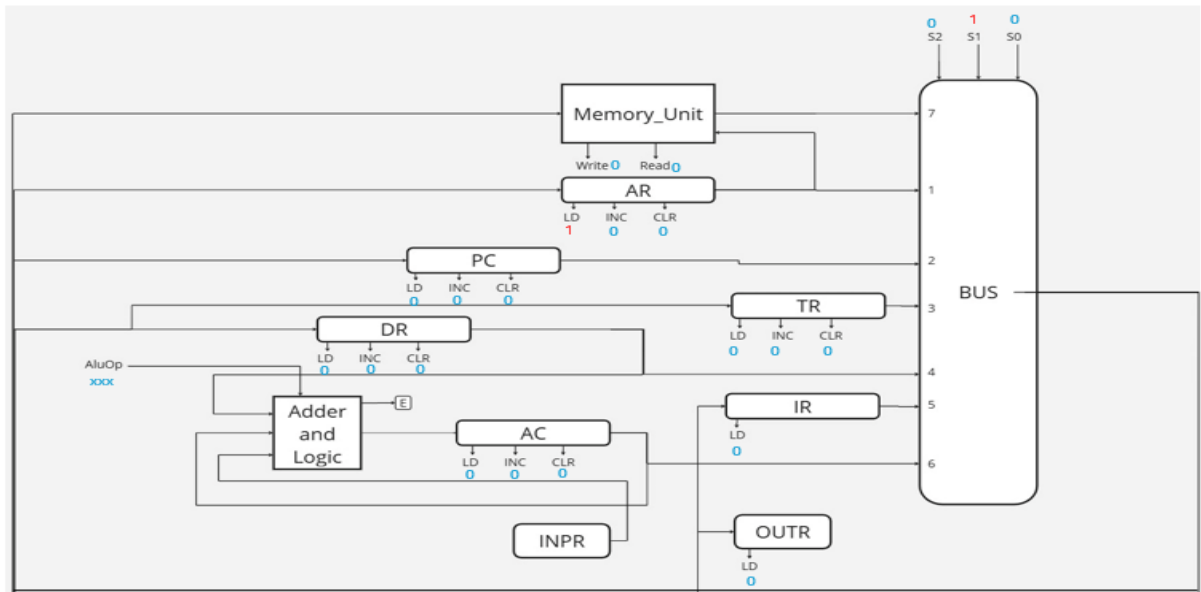 0 1 0
S2 S1 S0
Memory_Unit
7
Write 0 Read 0
AR
1
LD INC CLR
1 0 0
PC
2
LD INC CLR
0 0 0
BUS
TR
3
LD INC CLR
0 0 0
DR
LD INC CLR
0 0 0
AluOp
xxx
4
Adder
and
Logic
E
IR
5
LD
0
AC
6
LD INC CLR
0 0 0
INPR
OUTR
LD
0